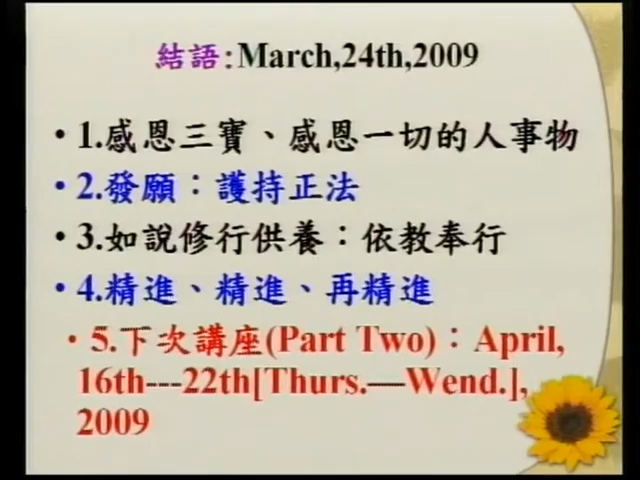 結語:March,24th,2009
•1.感恩三寶、感恩一切的人事物
•2.發願：護持正法
•3.如說修行供養：依教奉行
•4.精進、精進、再精進
•5.下次講座(Part Two)：April,
16th---22th[Thurs.—Wend.],
2009